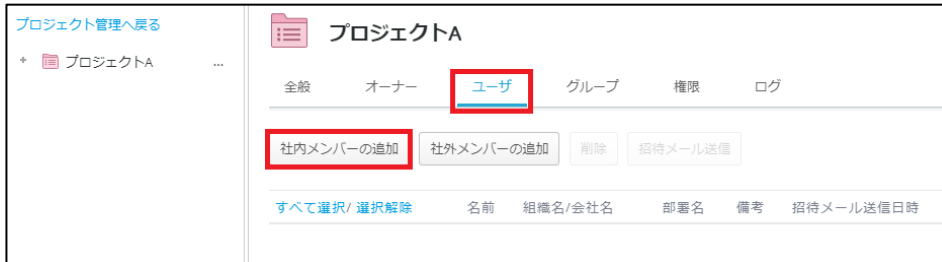 プロジェクト管理へ戻る
プロジェクトA ...
プロジェクトA
全般 オーナー ユーザ グループ 権限 ログ
社内メンバーの追加 社外メンバーの追加 削除 招待メール送信
すべて選択/ 選択解除 名前 組織名/会社名 部署名 備考 招待メール送信日時